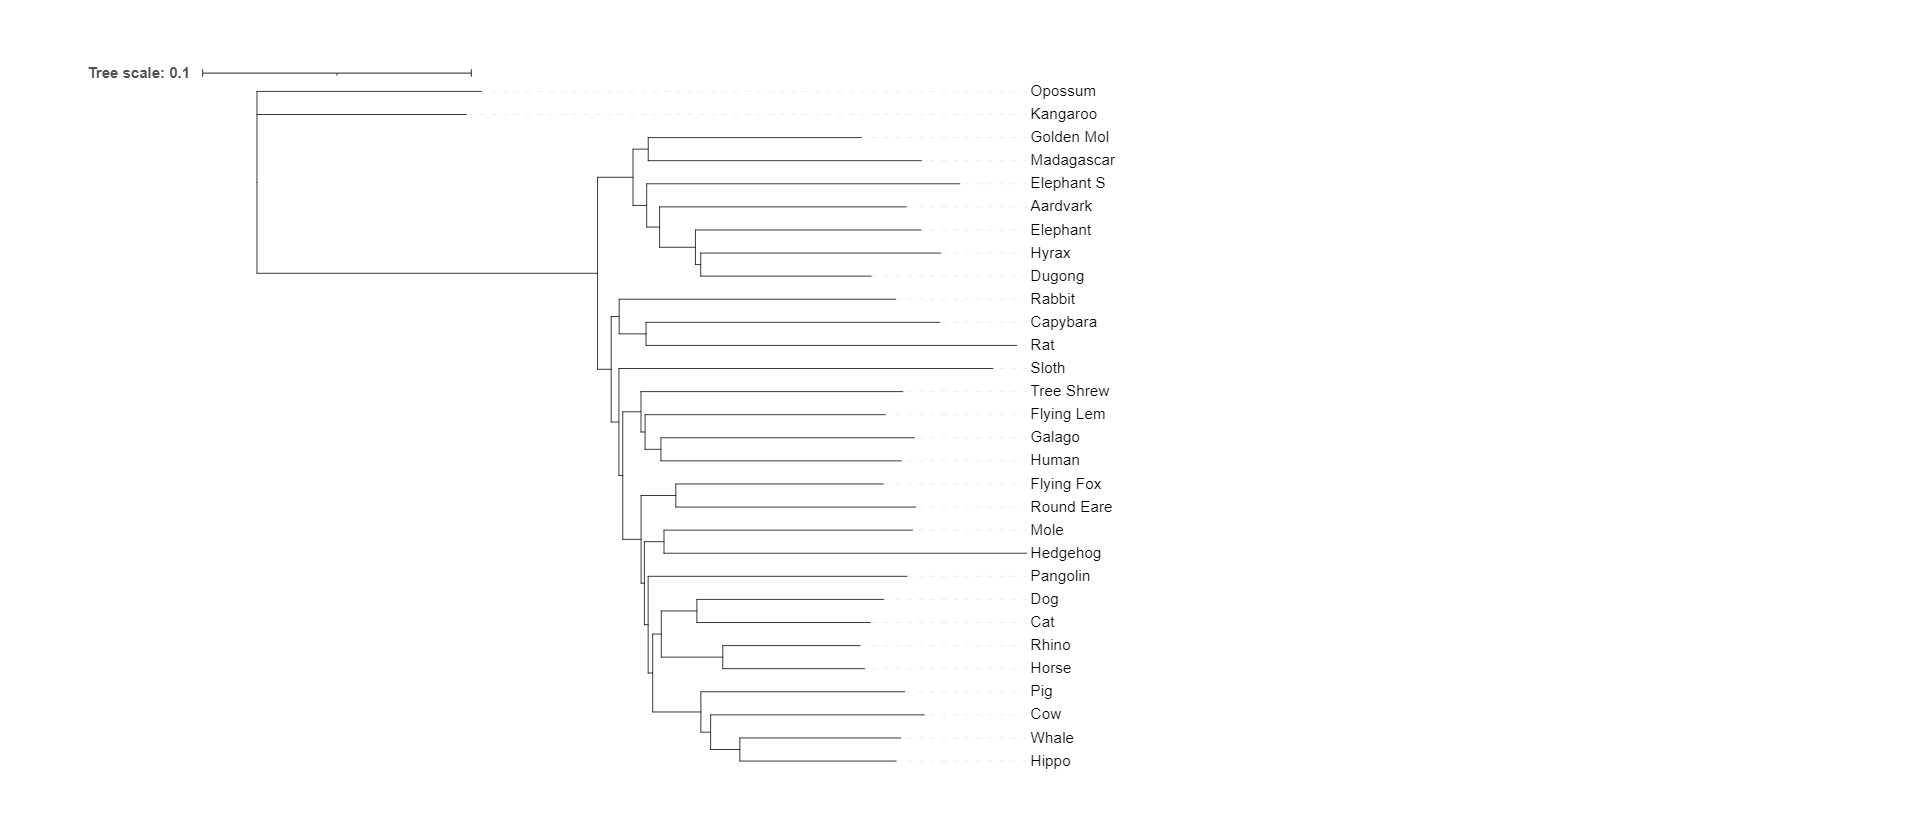 Tree scale: 0.1
Opossum
Kangaroo
Golden Mol
Madagascar
Elephant S
Aardvark
Elephant
Hyrax
Dugong
Rabbit
Capybara
Rat
Sloth
Tree Shrew
Flying Lem
Galago
Human
Flying Fox
Round Eare
Mole
Hedgehog
Pangolin
Dog
Cat
Rhino
Horse
Pig
Cow
Whale
Hippo